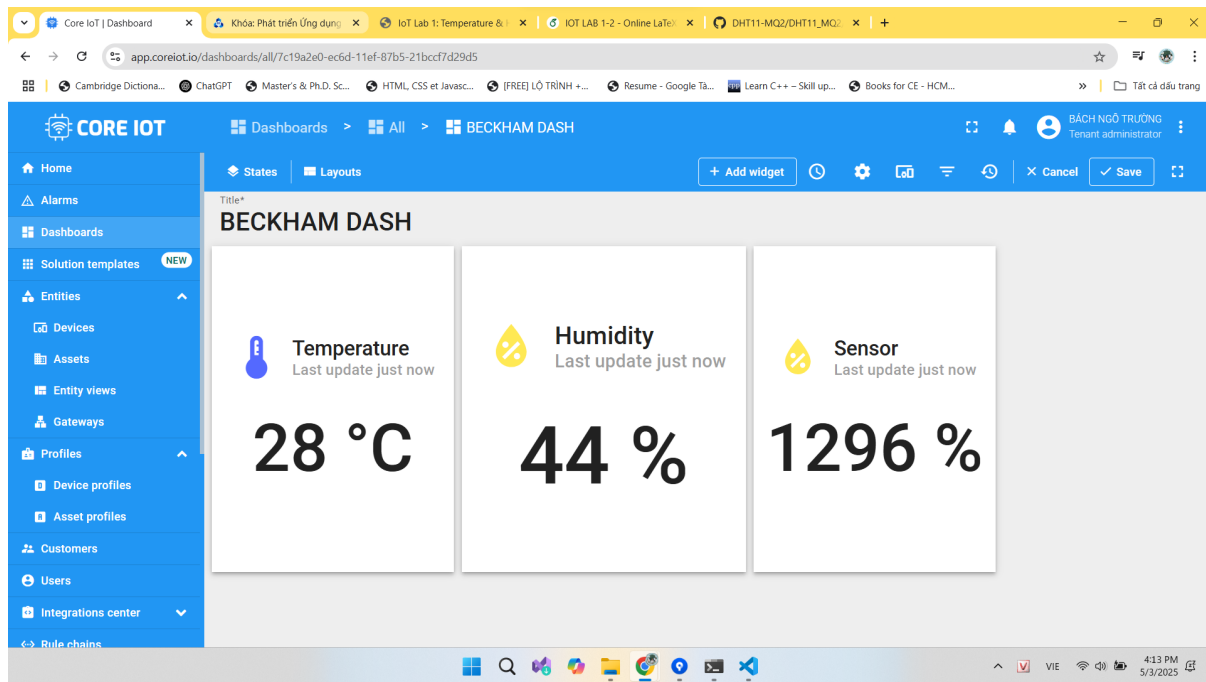 Core IoT | Dashboard
Khóa: Phát triển Ứng dụng
IoT Lab 1: Temperature &
IOT LAB 1-2 - Online LaTeX
DHT11-MQ2/DHT11_MQ2
app.coreiot.io/dashboards/all/7c19a2e0-ec6d-11ef-87b5-21bccf7d29d5
Cambridge Dictiona... ChatGPT Master's & Ph.D. Sc... HTML, CSS et Javasc... [FREE] LỘ TRÌNH +... Resume - Google Tà... Learn C++ – Skill up... Books for CE - HCM... » Tất cả dấu trang
CORE IOT
Dashboards > All > BECKHAM DASH
BÁCH NGÔ TRƯỜNG
Tenant administrator
States
Layouts
+ Add widget
Cancel
Save
Home
Alarms
Dashboards
Solution templates NEW
Entities
Devices
Assets
Entity views
Gateways
Profiles
Device profiles
Asset profiles
Customers
Users
Integrations center
Rule chains
Title*
BECKHAM DASH
Temperature
Last update just now
28 °C
Humidity
Last update just now
44 %
Sensor
Last update just now
1296 %
VIE
4:13 PM
5/3/2025